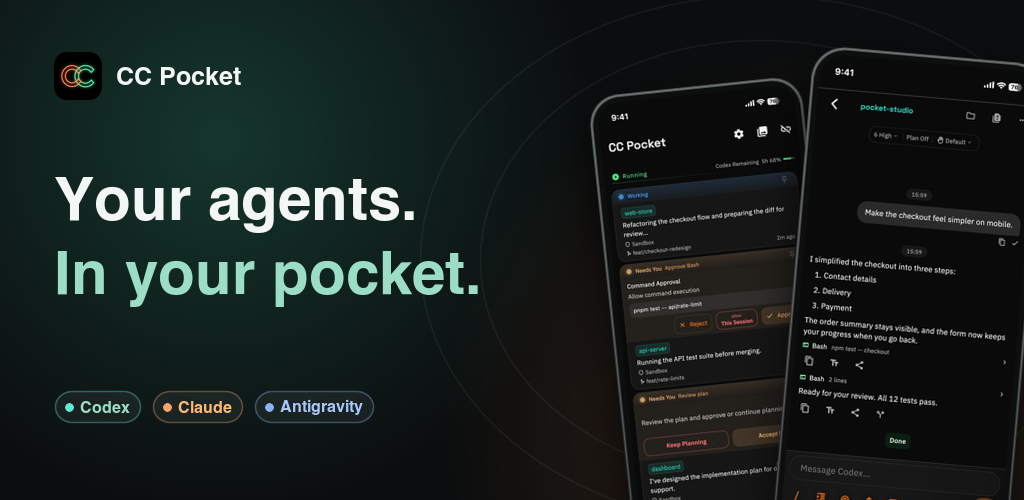 CC Pocket
Your agents.
In your pocket.
Codex
Claude
Antigravity
9:41
CC Pocket
Codex Remaining 5h 68%
Running
Working
web-store
Refactoring the checkout flow and preparing the diff for
review...
Sandbox
feat/checkout-redesign
2m ago
Needs You Approve Bash
Command Approval
Allow command execution
pnpm test -- api/rate-limit
Reject
allow
This Session
api-server
Running the API test suite before merging.
Sandbox
feat/rate-limits
Needs You Review plan
Review the plan and approve or continue
Keep Planning
Accept
dashboard
I've designed the implementation plan for
support.
9:41
pocket-studio
6 High
Plan Off
Default
15:59
Make the checkout feel simpler on mobile.
15:59
I simplified the checkout into three steps:
1. Contact details
2. Delivery
3. Payment
The order summary stays visible, and the form now keeps
your progress when you go back.
Bash npm test -- checkout
Bash 2 lines
Ready for your review. All 12 tests pass.
Done
Message Codex...